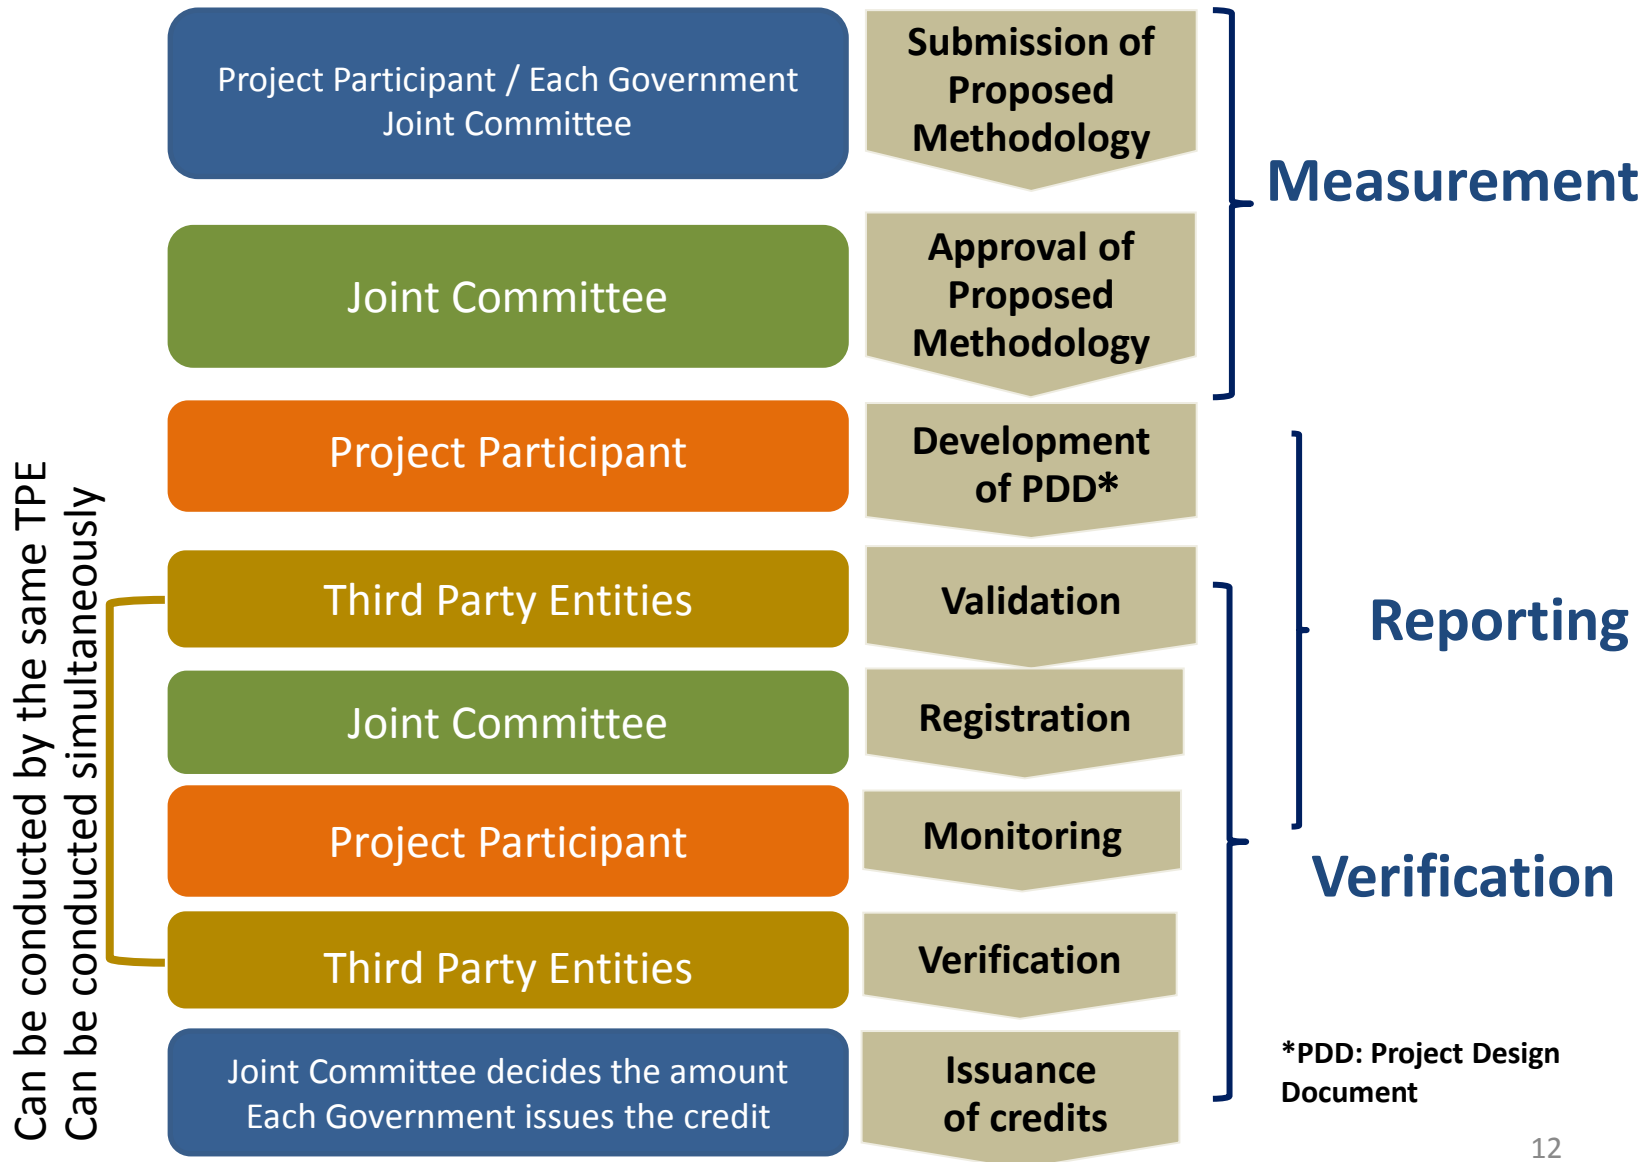 Project Participant / Each Government
Joint Committee
Submission of
Proposed
Methodology
Measurement
Joint Committee
Approval of
Proposed
Methodology
Project Participant
Development
of PDD*
Third Party Entities
Validation
Reporting
Joint Committee
Registration
Project Participant
Monitoring
Verification
Third Party Entities
Verification
Joint Committee decides the amount
Each Government issues the credit
Issuance
of credits
Can be conducted by the same TPE
Can be conducted simultaneously
*PDD: Project Design
Document
12